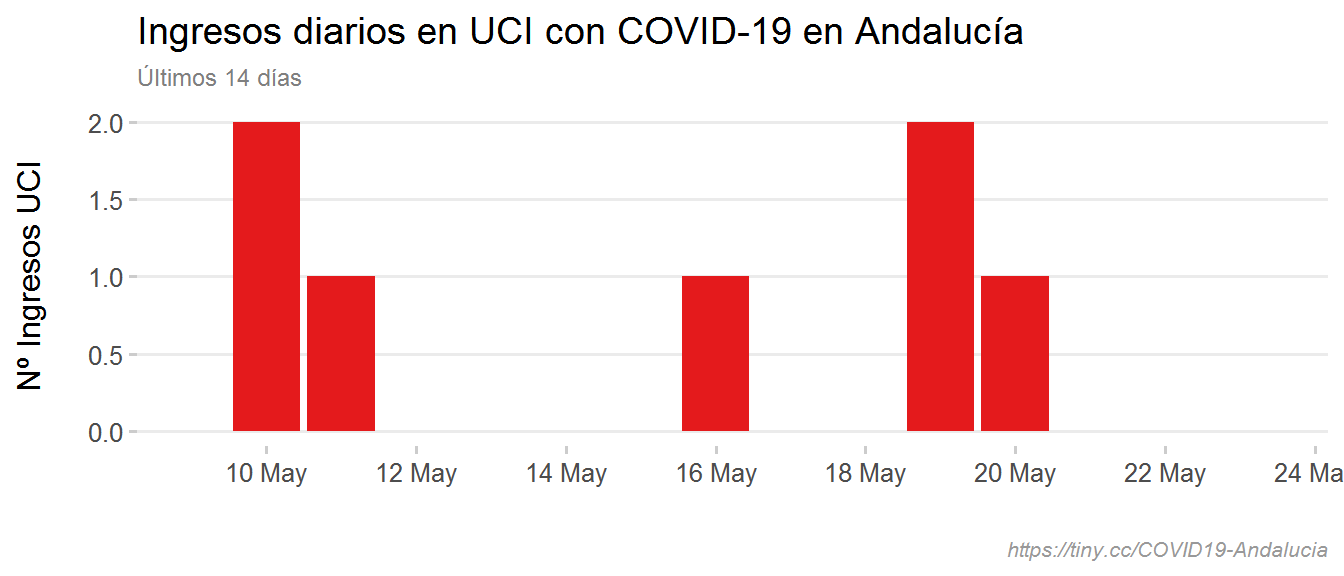 Ingresos diarios en UCI con COVID-19 en Andalucía
Últimos 14 días
Nº Ingresos UCI
2.0
1.5
1.0
0.5
0.0
10 May 12 May 14 May 16 May 18 May 20 May 22 May 24 Ma
https://tiny.cc/COVID19-Andalucia